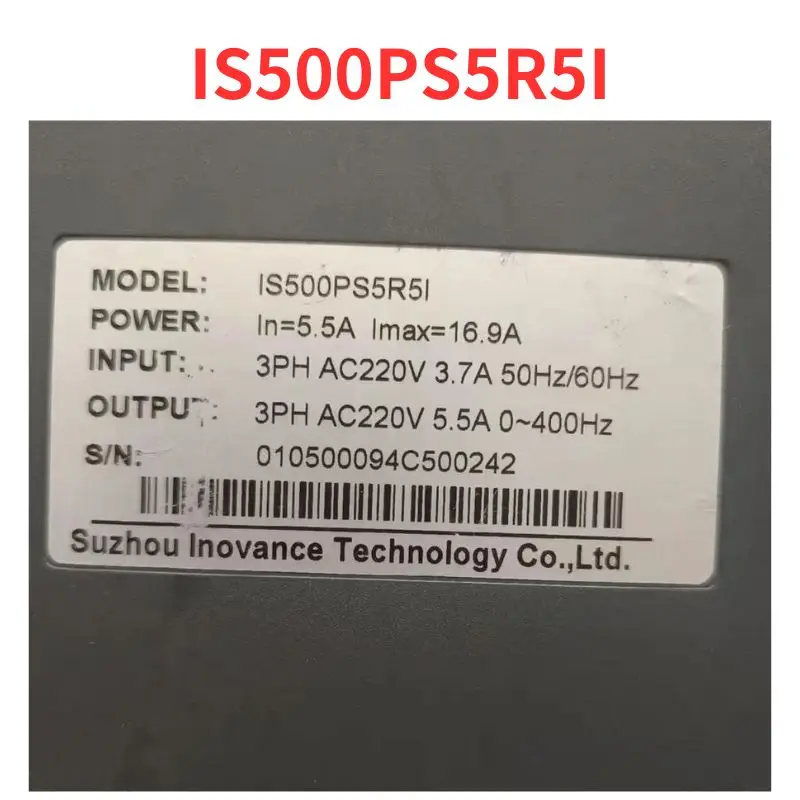 IS500PS5R5I
MODEL: IS500PS5R5I
POWER: In=5.5A Imax=16.9A
INPUT: 3PH AC220V 3.7A 50Hz/60Hz
OUTPUT: 3PH AC220V 5.5A 0~400Hz
S/N: 010500094C500242
Suzhou Inovance Technology Co.,Ltd.